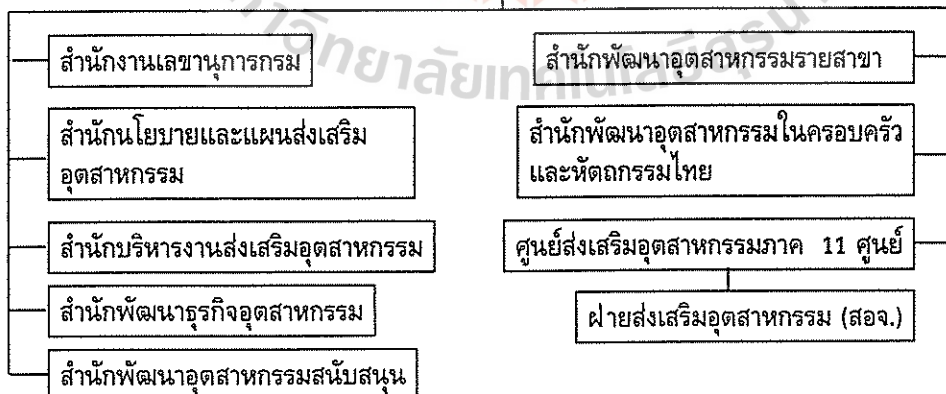 สำนักงานเลขานุการกรม
สำนักนโยบายและแผนส่งเสริม
อุตสาหกรรม
สำนักบริหารงานส่งเสริมอุตสาหกรรม
สำนักพัฒนาธุรกิจอุตสาหกรรม
สำนักพัฒนาอุตสาหกรรมสนับสนุน
สำนักพัฒนาอุตสาหกรรมรายสาขา
สำนักพัฒนาอุตสาหกรรมในครอบครัว
และหัตถกรรมไทย
ศูนย์ส่งเสริมอุตสาหกรรมภาค 11 ศูนย์
ฝ่ายส่งเสริมอุตสาหกรรม (สอจ.)